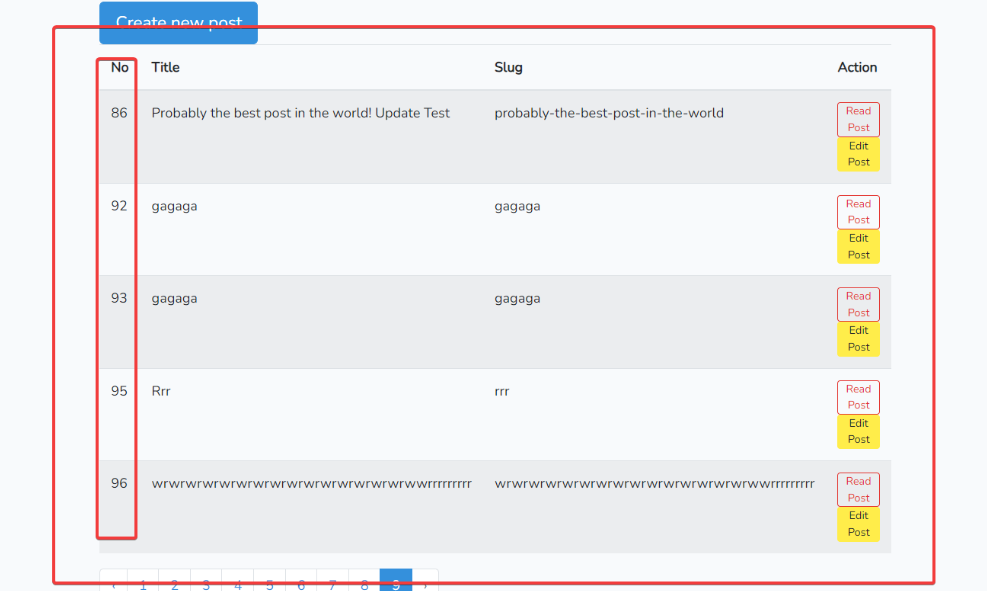 Create new post
No Title Slug Action
86 Probably the best post in the world! Update Test probably-the-best-post-in-the-world Read
Post
Edit
Post
92 gagaga gagaga Read
Post
Edit
Post
93 gagaga gagaga Read
Post
Edit
Post
95 Rrr rrr Read
Post
Edit
Post
96 wrwrwrwrwrwrwrwrwrwrwrwrwrwrwrwwrrrrrrrrr wrwrwrwrwrwrwrwrwrwrwrwrwrwrwrwwrrrrrrrrr Read
Post
Edit
Post
‹ 1 2 3 4 5 6 7 8 9 ›